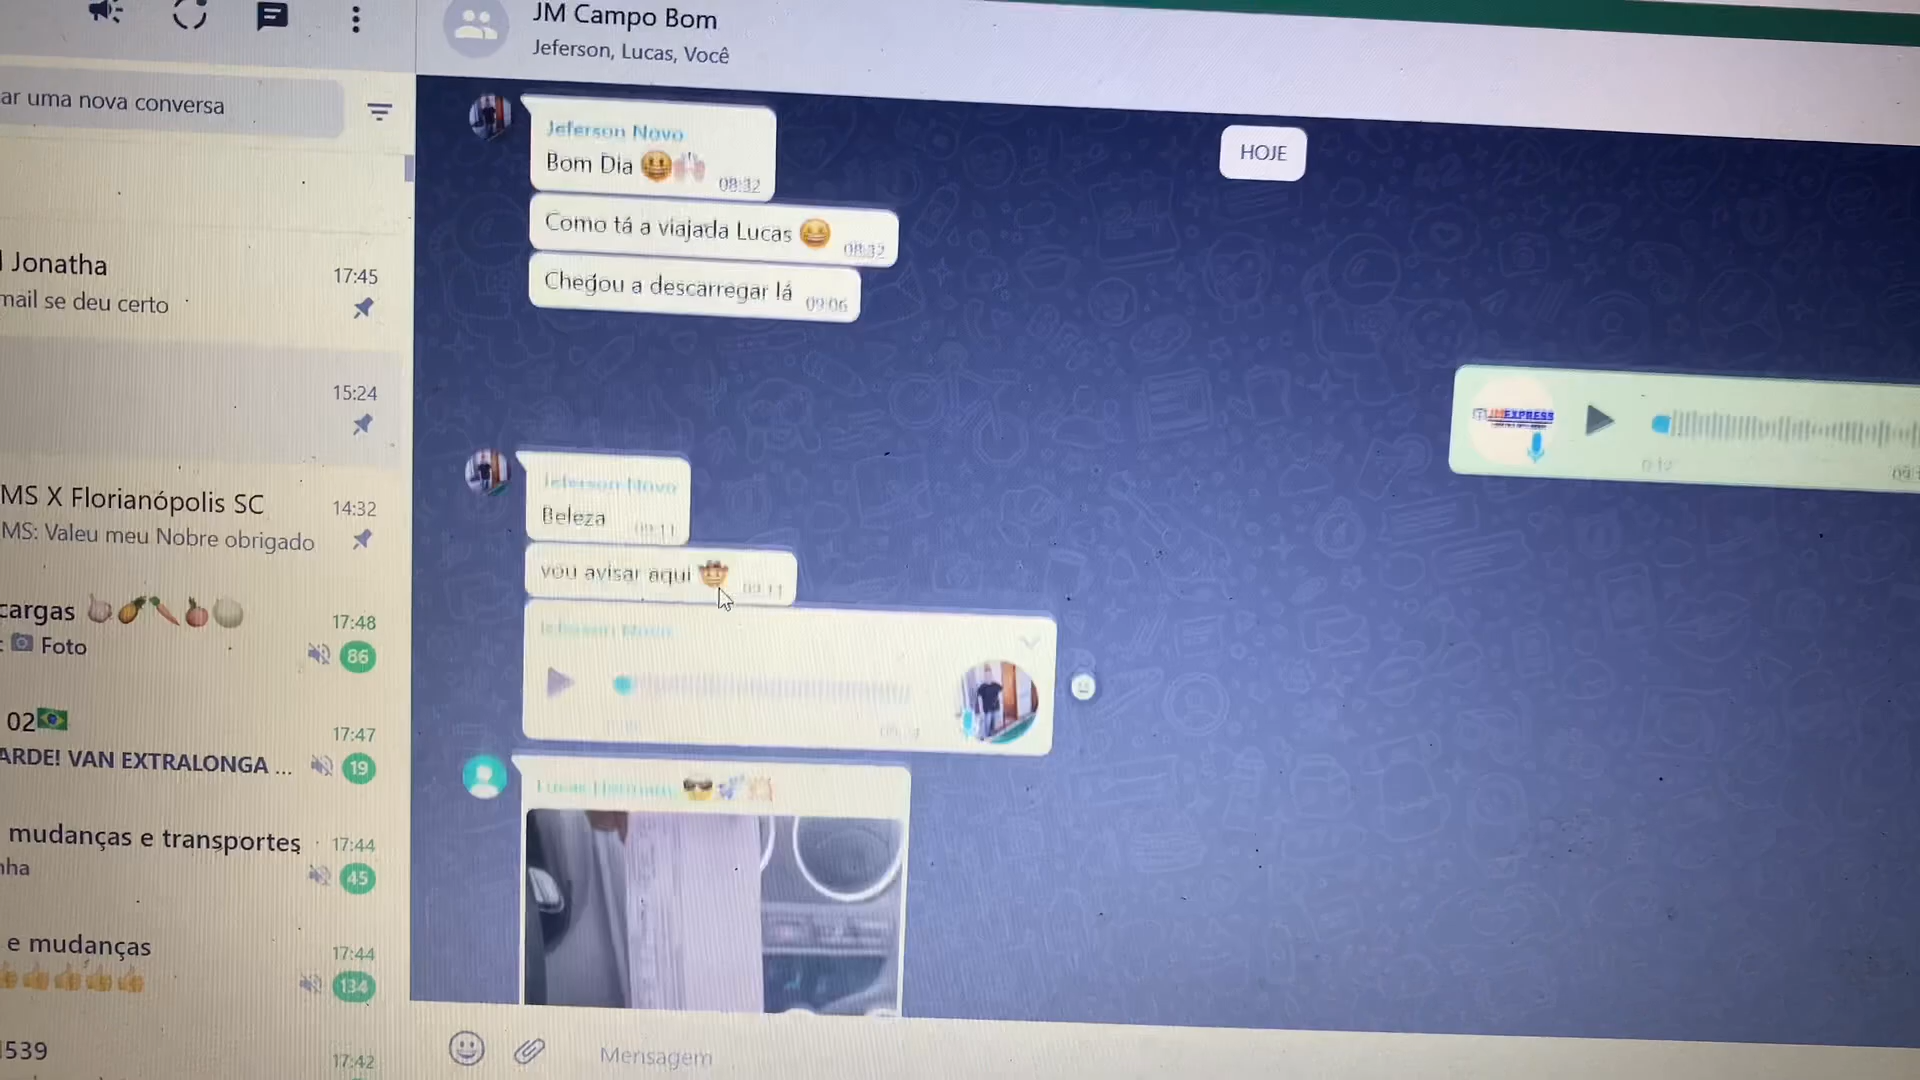 JM Campo Bom
Jeferson, Lucas, Você
ar uma nova conversa
Jonatha
17:45
mail se deu certo
15:24
MS X Florianópolis SC
14:32
MS: Valeu meu Nobre obrigado
cargas
17:48
Foto
86
02
17:47
ARDE! VAN EXTRALONGA ...
19
mudanças e transportes
17:44
nha
45
e mudanças
17:44
134
1539
17:42
HOJE
Jeferson Novo
Bom Dia 😃🙌🏻
08:32
Como tá a viajada Lucas 😄
08:32
Chegou a descarregar lá
09:06
JMEXPRESS
Jeferson Novo
Beleza
09:11
vou avisar aqui 🤠
09:11
Jeferson Novo
Lucas
Mensagem